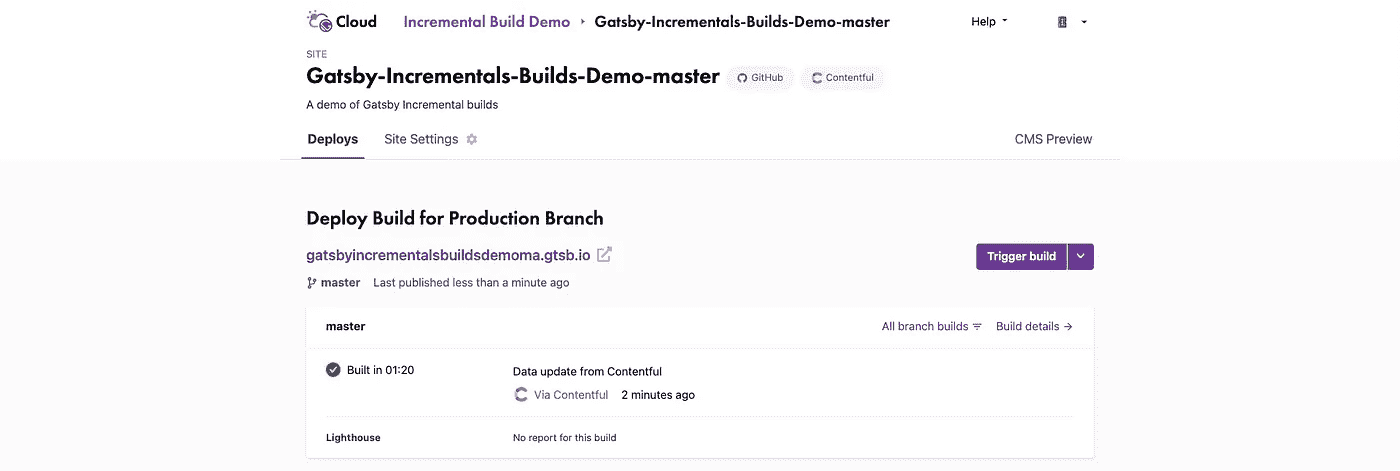 Cloud Incremental Build Demo Gatsby-Incrementals-Builds-Demo-master Help
SITE
Gatsby-Incrementals-Builds-Demo-master GitHub Contentful
A demo of Gatsby Incremental builds
Deploys Site Settings CMS Preview
Deploy Build for Production Branch
gatsbyincrementalsbuildsdemoma.gtsb.io
Trigger build
master Last published less than a minute ago
master All branch builds Build details →
Built in 01:20 Data update from Contentful
Via Contentful 2 minutes ago
Lighthouse No report for this build